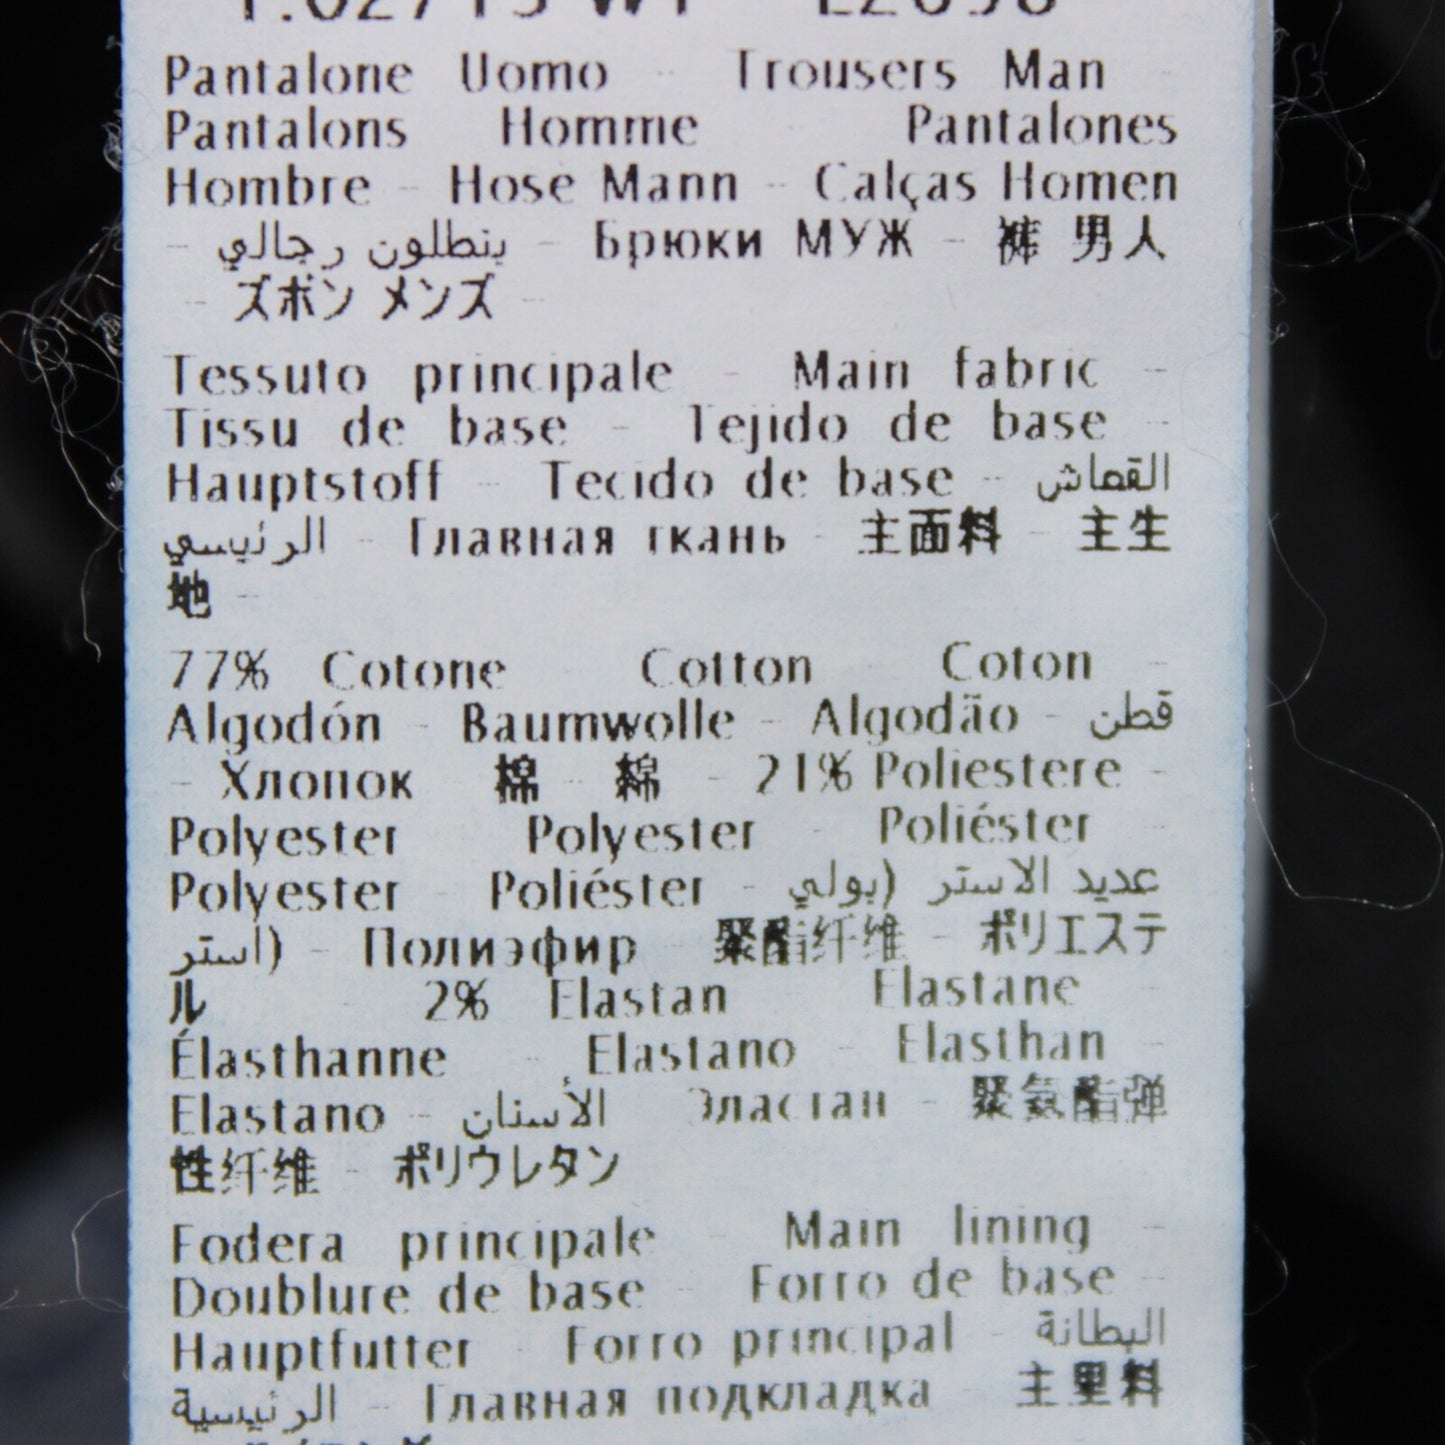 Pantalone Uomo - Trousers Man -
Pantalons Homme - Pantalones
Hombre - Hose Mann - Calças Homen
- بنطلون رجالي - Брюки МУЖ - 裤 男人
- ズボン メンズ -
Tessuto principale - Main fabric -
Tissu de base - Tejido de base -
Hauptstoff - Tecido de base - القماش
الرئيسي - Главная ткань - 主面料 - 主生
地 -
77% Cotone - Cotton - Coton -
Algodón - Baumwolle - Algodão - قطن
- Хлопок - 棉 - 綿 - 21% Poliestere -
Polyester - Polyester - Poliéster -
Polyester - Poliéster - عديد الاستر (بولي
استر) - Полиэфир - 聚酯纤维 - ポリエステ
ル - 2% Elastan - Elastane -
Élasthanne - Elastano - Elasthan -
Elastano - الأسنان - Эластан - 聚氨酯弹
性纤维 - ポリウレタン
Fodera principale - Main lining -
Doublure de base - Forro de base -
Hauptfutter - Forro principal - البطانة
الرئيسية - Главная подкладка - 主里料